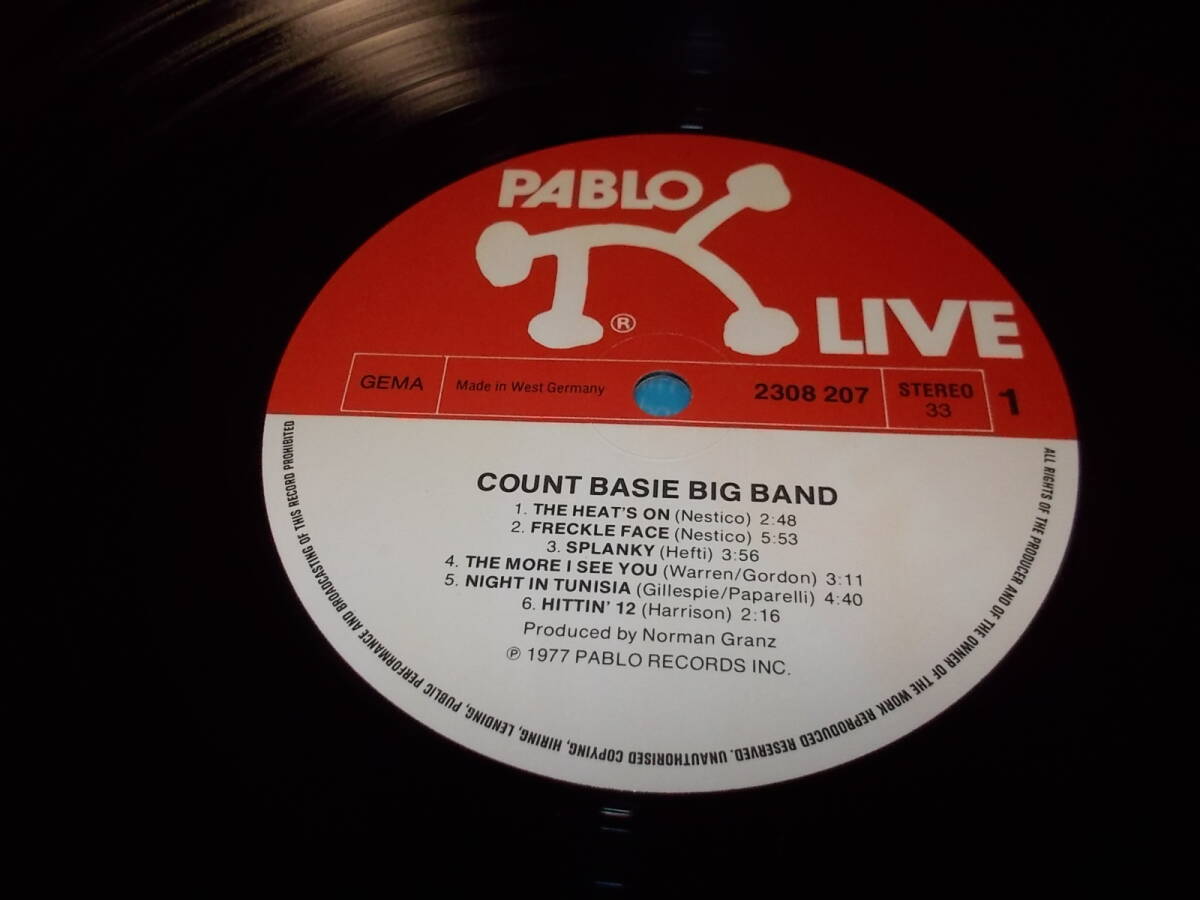 PABLO
LIVE
®
GEMA
Made in West Germany
2308 207
STEREO
33
1
COUNT BASIE BIG BAND
1. THE HEAT'S ON (Nestico) 2:48
2. FRECKLE FACE (Nestico) 5:53
3. SPLANKY (Hefti) 3:56
4. THE MORE I SEE YOU (Warren/Gordon) 3:11
5. NIGHT IN TUNISIA (Gillespie/Paparelli) 4:40
6. HITTIN' 12 (Harrison) 2:16
Produced by Norman Granz
℗ 1977 PABLO RECORDS INC.
ALL RIGHTS OF THE PRODUCER AND OF THE OWNER OF THE WORK REPRODUCED RESERVED. UNAUTHORISED COPYING, HIRING, LENDING, PUBLIC PERFORMANCE AND BROADCASTING OF THIS RECORD PROHIBITED